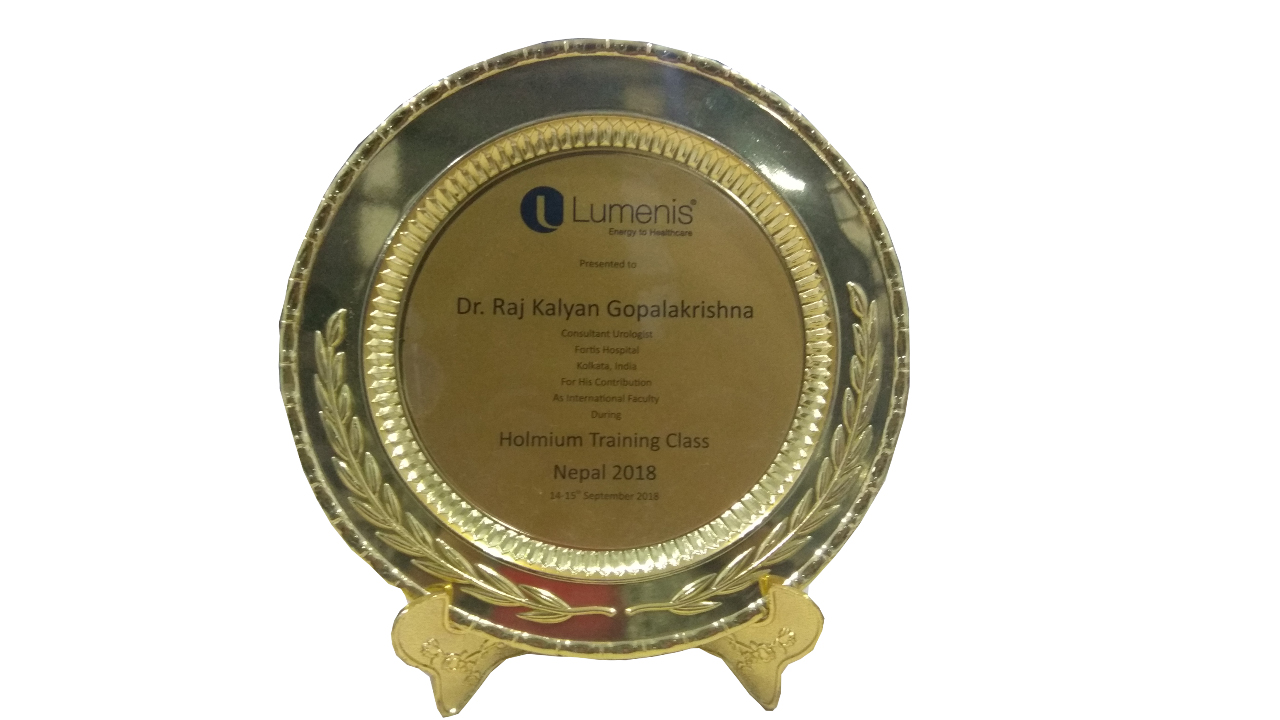 Lumenis®
Energy to Healthcare
Presented to
Dr. Raj Kalyan Gopalakrishna
Consultant Urologist
Fortis Hospital
Kolkata, India
For His Contribution
As International Faculty
During
Holmium Training Class
Nepal 2018
14-15th September 2018